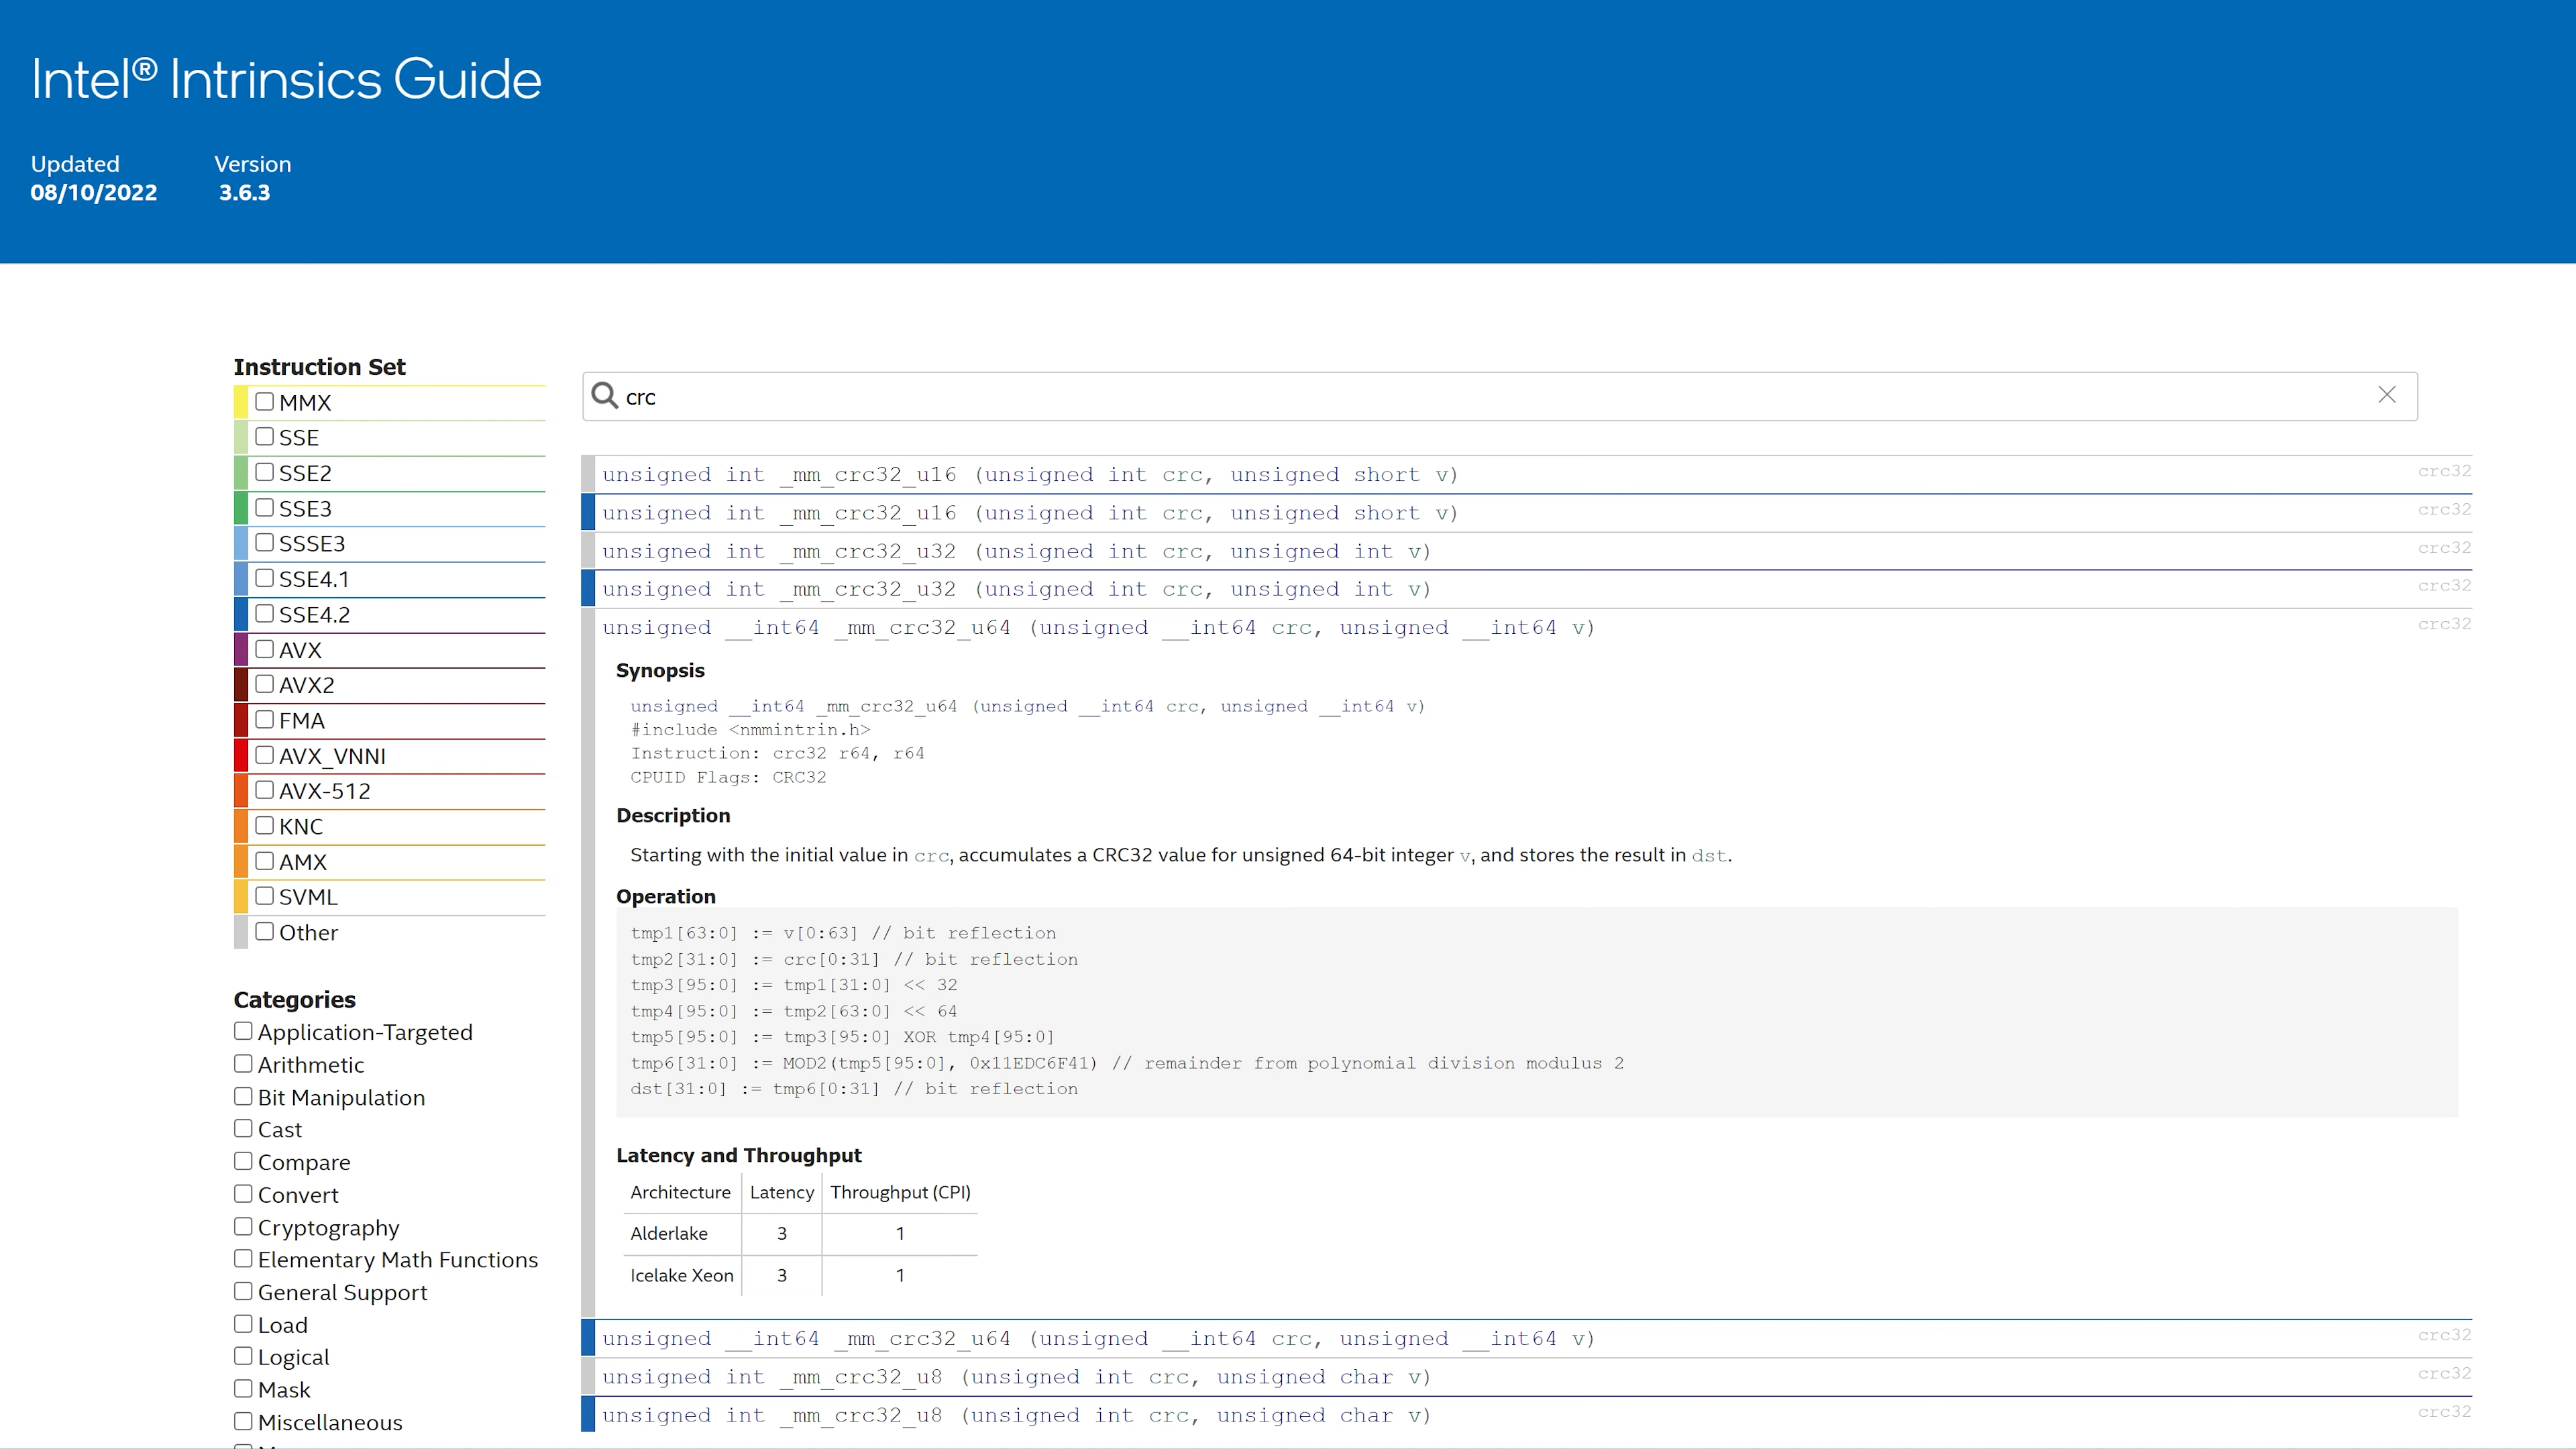 Intel® Intrinsics Guide
Updated Version
08/10/2022 3.6.3
Instruction Set
MMX
SSE
SSE2
SSE3
SSSE3
SSE4.1
SSE4.2
AVX
AVX2
FMA
AVX_VNNI
AVX-512
KNC
AMX
SVML
Other
Categories
Application-Targeted
Arithmetic
Bit Manipulation
Cast
Compare
Convert
Cryptography
Elementary Math Functions
General Support
Load
Logical
Mask
Miscellaneous
crc
unsigned int _mm_crc32_u16 (unsigned int crc, unsigned short v) crc32
unsigned int _mm_crc32_u16 (unsigned int crc, unsigned short v) crc32
unsigned int _mm_crc32_u32 (unsigned int crc, unsigned int v) crc32
unsigned int _mm_crc32_u32 (unsigned int crc, unsigned int v) crc32
unsigned __int64 _mm_crc32_u64 (unsigned __int64 crc, unsigned __int64 v) crc32
Synopsis
unsigned __int64 _mm_crc32_u64 (unsigned __int64 crc, unsigned __int64 v)
#include <nmmintrin.h>
Instruction: crc32 r64, r64
CPUID Flags: CRC32
Description
Starting with the initial value in crc, accumulates a CRC32 value for unsigned 64-bit integer v, and stores the result in dst.
Operation
tmp1[63:0] := v[0:63] // bit reflection
tmp2[31:0] := crc[0:31] // bit reflection
tmp3[95:0] := tmp1[31:0] << 32
tmp4[95:0] := tmp2[63:0] << 64
tmp5[95:0] := tmp3[95:0] XOR tmp4[95:0]
tmp6[31:0] := MOD2(tmp5[95:0], 0x11EDC6F41) // remainder from polynomial division modulus 2
dst[31:0] := tmp6[0:31] // bit reflection
Latency and Throughput
Architecture Latency Throughput (CPI)
Alderlake 3 1
Icelake Xeon 3 1
unsigned __int64 _mm_crc32_u64 (unsigned __int64 crc, unsigned __int64 v) crc32
unsigned int _mm_crc32_u8 (unsigned int crc, unsigned char v) crc32
unsigned int _mm_crc32_u8 (unsigned int crc, unsigned char v) crc32